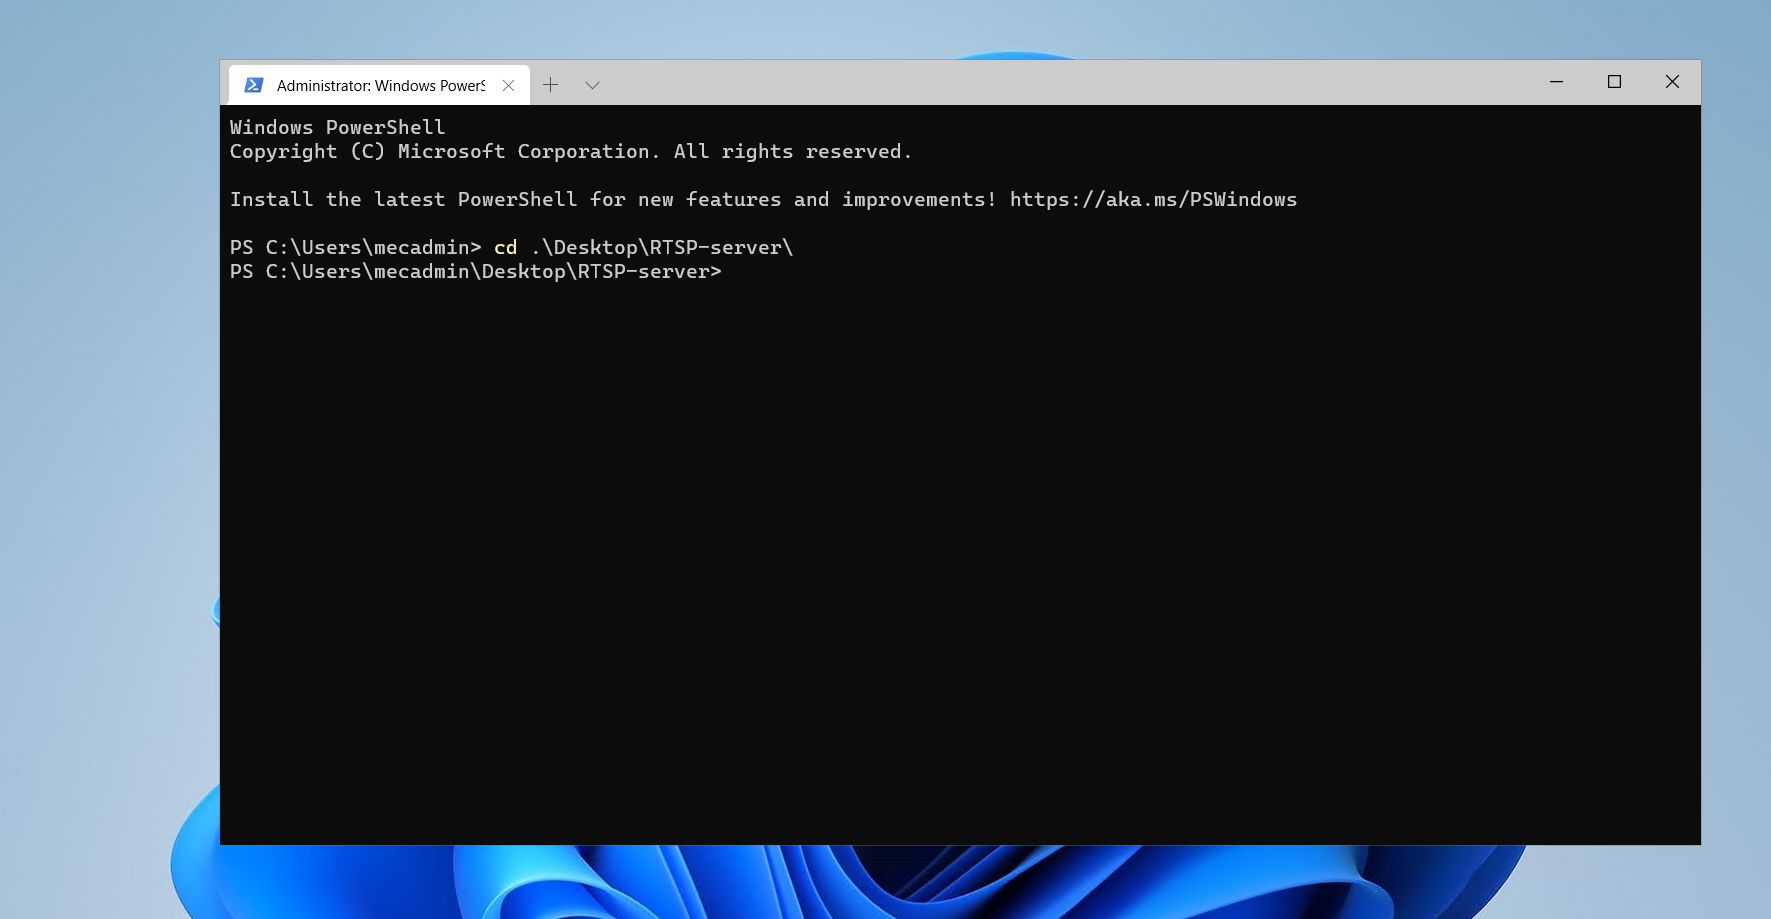 Administrator: Windows PowerS
Windows PowerShell
Copyright (C) Microsoft Corporation. All rights reserved.
Install the latest PowerShell for new features and improvements! https://aka.ms/PSWindows
PS C:\Users\mecadmin> cd .\Desktop\RTSP-server\
PS C:\Users\mecadmin\Desktop\RTSP-server>